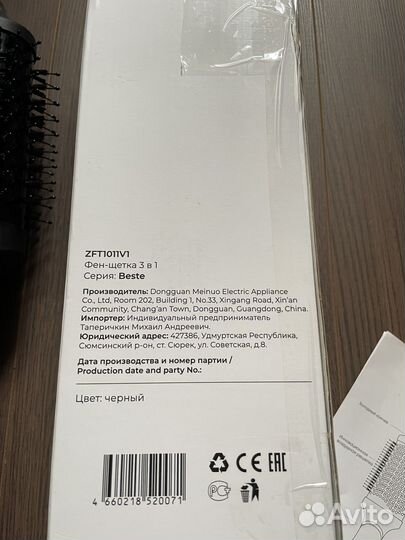 ZFT1011V1
Фен-щетка 3 в 1
Серия: Beste
Производитель: Dongguan Meinuo Electric Appliance
Co., Ltd, Room 202, Building 1, No.33, Xingang Road, Xin'an
Community, Chang'an Town, Dongguan, Guangdong, China.
Импортер: Индивидуальный предприниматель
Таперичкин Михаил Андреевич.
Юридический адрес: 427386, Удмуртская Республика,
Сюмсинский р-он, ст. Сюрек, ул. Советская, д.8.
Дата производства и номер партии /
Production date and party No.:
Цвет: черный
CE EAC
4 660218 520071
PC
Avito